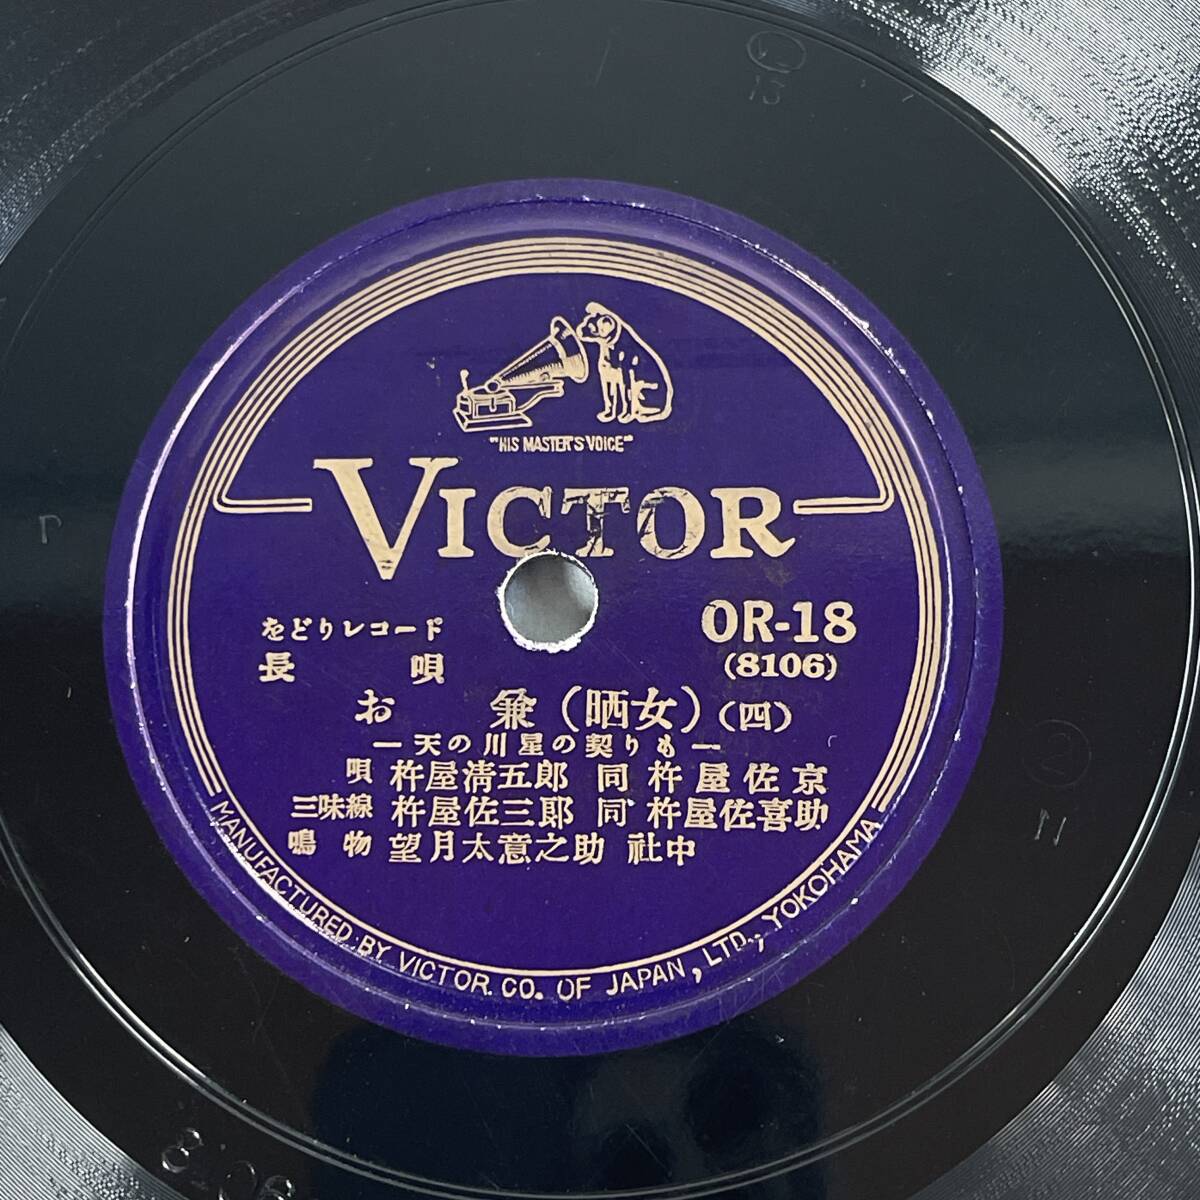 "HIS MASTER'S VOICE"
VICTOR
をどりレコード
長唄
OR-18
(8106)
お兼(晒女)(四)
―天の川星の契りも―
唄 杵屋清五郎 同 杵屋佐京
三味線 杵屋佐三郎 同 杵屋佐喜助
鳴物 望月太意之助 社中
MANUFACTURED BY VICTOR. CO. OF JAPAN, LTD., YOKOHAMA
13
11